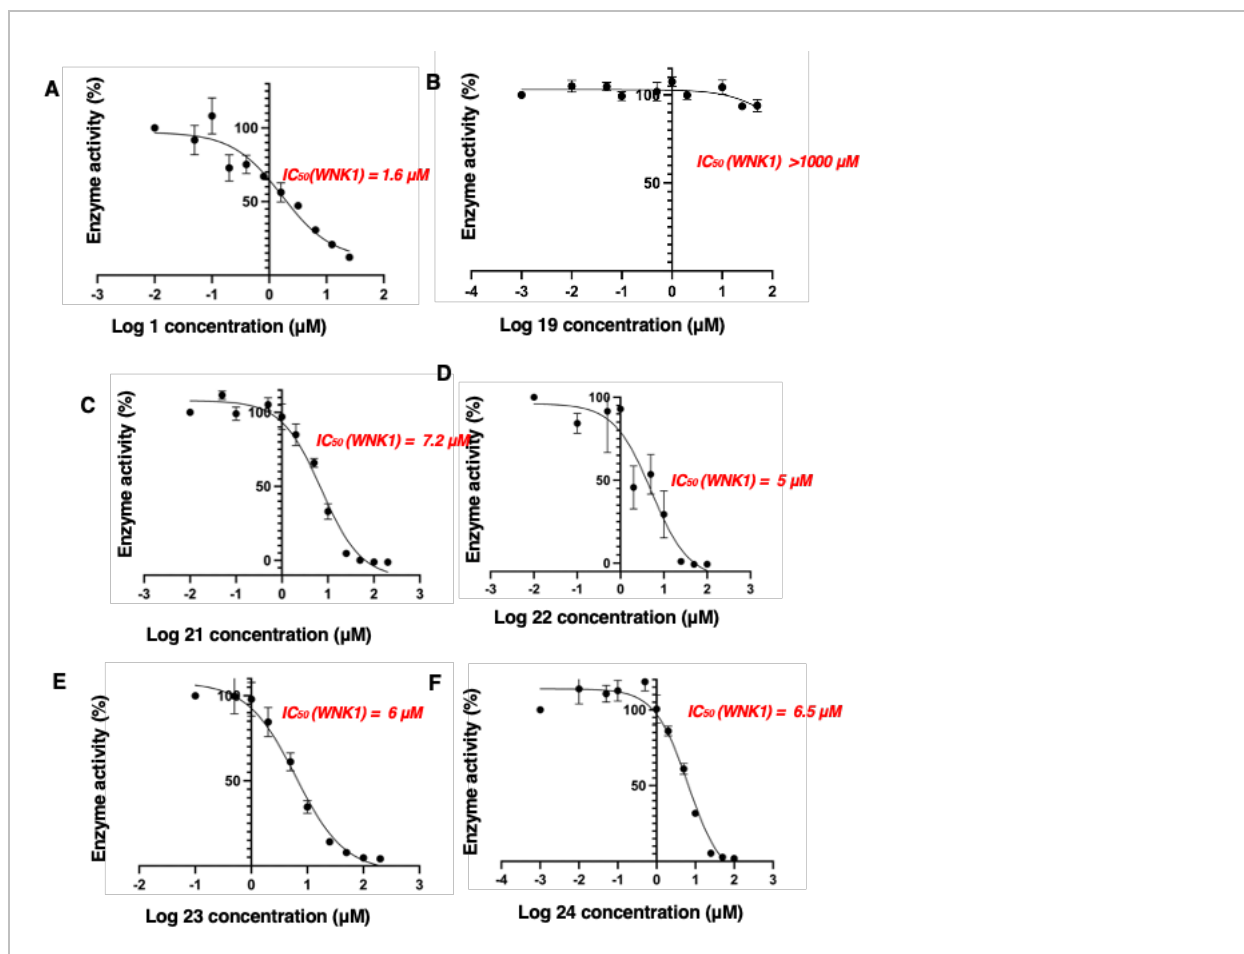 A
Enzyme activity (%)
100
50
IC50(WNK1) = 1.6 µM
-3 -2 -1 0 1 2
Log 1 concentration (µM)
B
Enzyme activity (%)
100
50
IC50 (WNK1) >1000 µM
-4 -3 -2 -1 0 1 2
Log 19 concentration (µM)
C
Enzyme activity (%)
100
50
0
IC50 (WNK1) = 7.2 µM
-3 -2 -1 0 1 2 3
Log 21 concentration (µM)
D
Enzyme activity (%)
100
50
0
IC50 (WNK1) = 5 µM
-3 -2 -1 0 1 2 3
Log 22 concentration (µM)
E
Enzyme activity (%)
100
50
IC50 (WNK1) = 6 µM
-2 -1 0 1 2 3
Log 23 concentration (µM)
F
Enzyme activity (%)
100
50
IC50 (WNK1) = 6.5 µM
-4 -3 -2 -1 0 1 2 3
Log 24 concentration (µM)